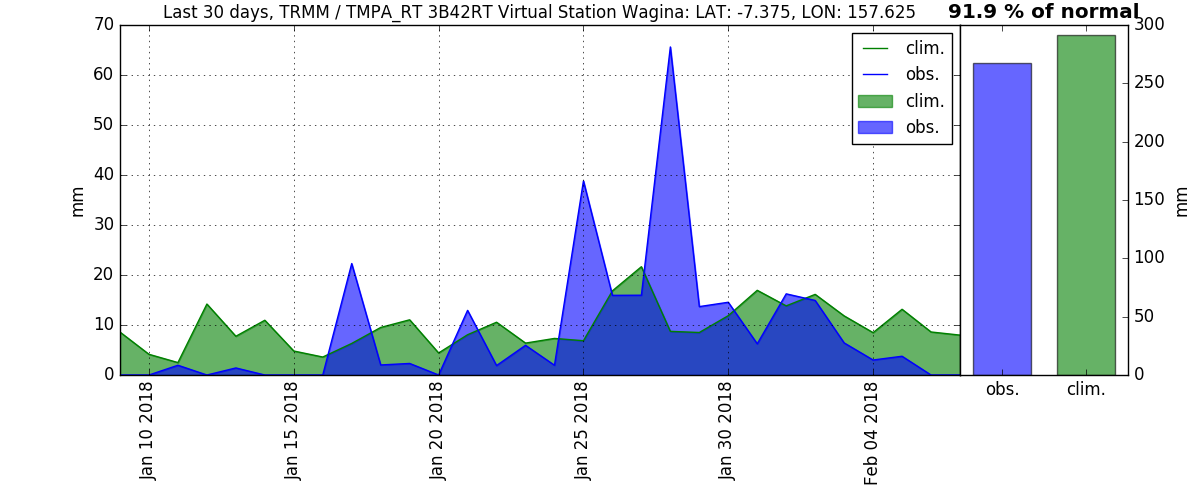 Last 30 days, TRMM / TMPA_RT 3B42RT Virtual Station Wagina: LAT: -7.375, LON: 157.625
91.9 % of normal
70
60
50
40
30
20
10
0
mm
clim.
obs.
clim.
obs.
Jan 10 2018
Jan 15 2018
Jan 20 2018
Jan 25 2018
Jan 30 2018
Feb 04 2018
300
250
200
150
100
50
0
mm
obs.
clim.